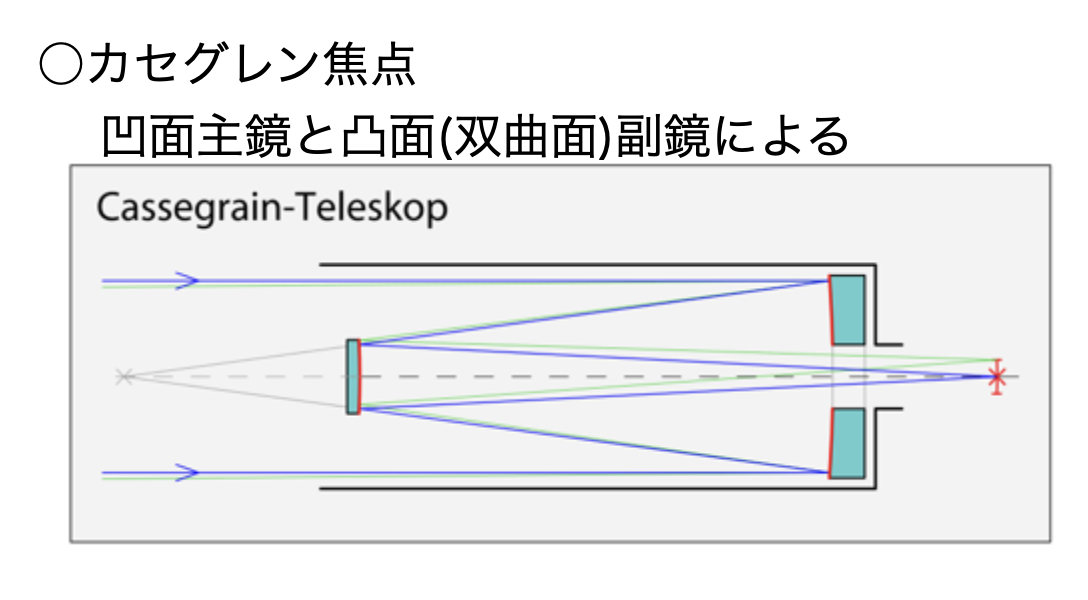 ○カセグレン焦点
凹面主鏡と凸面(双曲面)副鏡による
Cassegrain-Teleskop